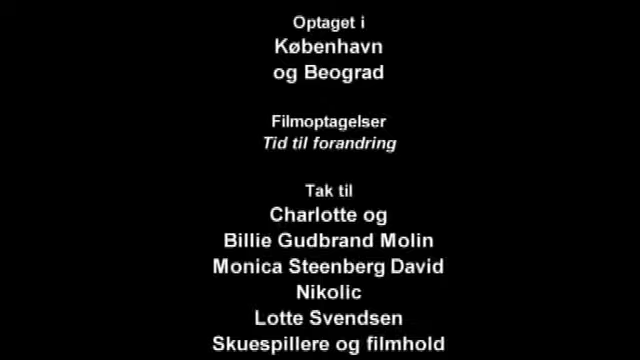 Optaget i
København
og Beograd
Filmoptagelser
Tid til forandring
Tak til
Charlotte og
Billie Gudbrand Molin
Monica Steenberg David
Nikolic
Lotte Svendsen
Skuespillere og filmhold